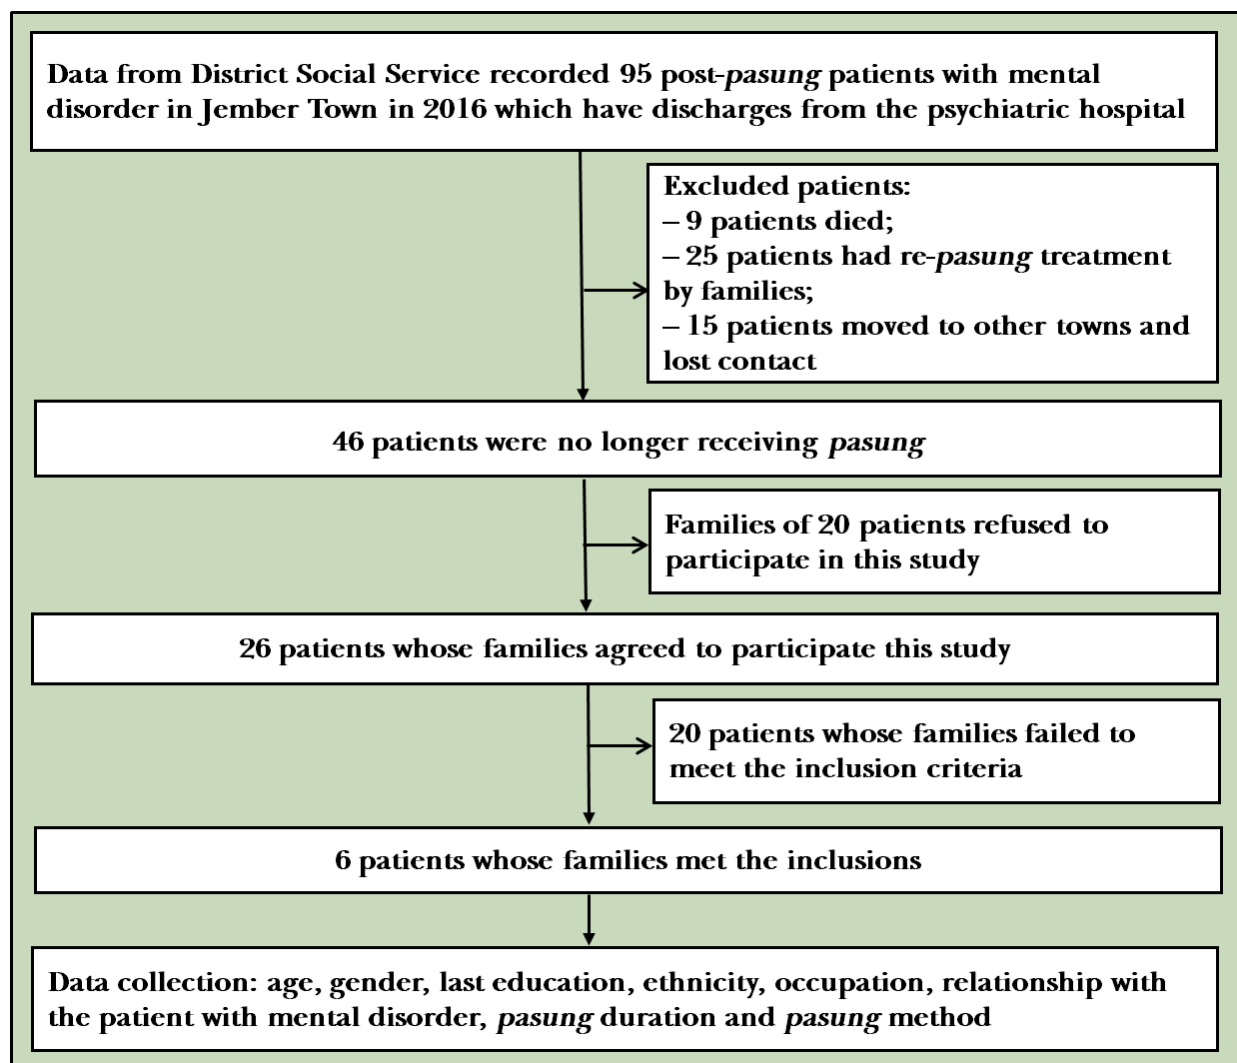 Data from District Social Service recorded 95 post-pasung patients with mental
disorder in Jember Town in 2016 which have discharges from the psychiatric hospital
Excluded patients:
– 9 patients died;
– 25 patients had re-pasung treatment
by families;
– 15 patients moved to other towns and
lost contact
46 patients were no longer receiving pasung
Families of 20 patients refused to
participate in this study
26 patients whose families agreed to participate this study
20 patients whose families failed to
meet the inclusion criteria
6 patients whose families met the inclusions
Data collection: age, gender, last education, ethnicity, occupation, relationship with
the patient with mental disorder, pasung duration and pasung method